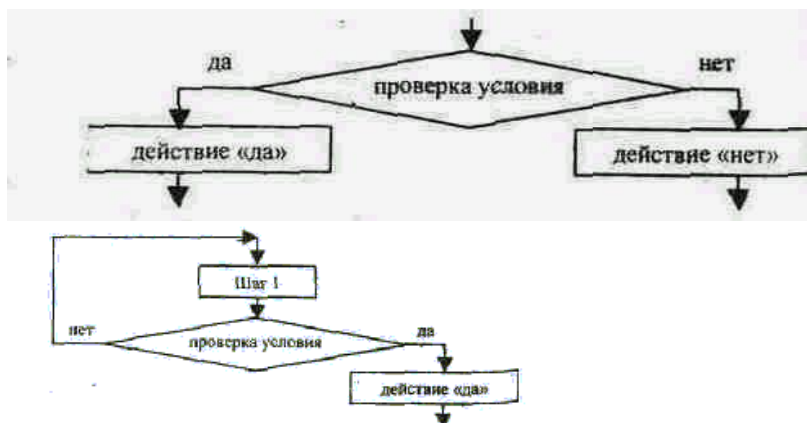 да
нет
проверка условия
действие «да»
действие «нет»
Шаг 1
нет
да
проверка условия
действие «да»